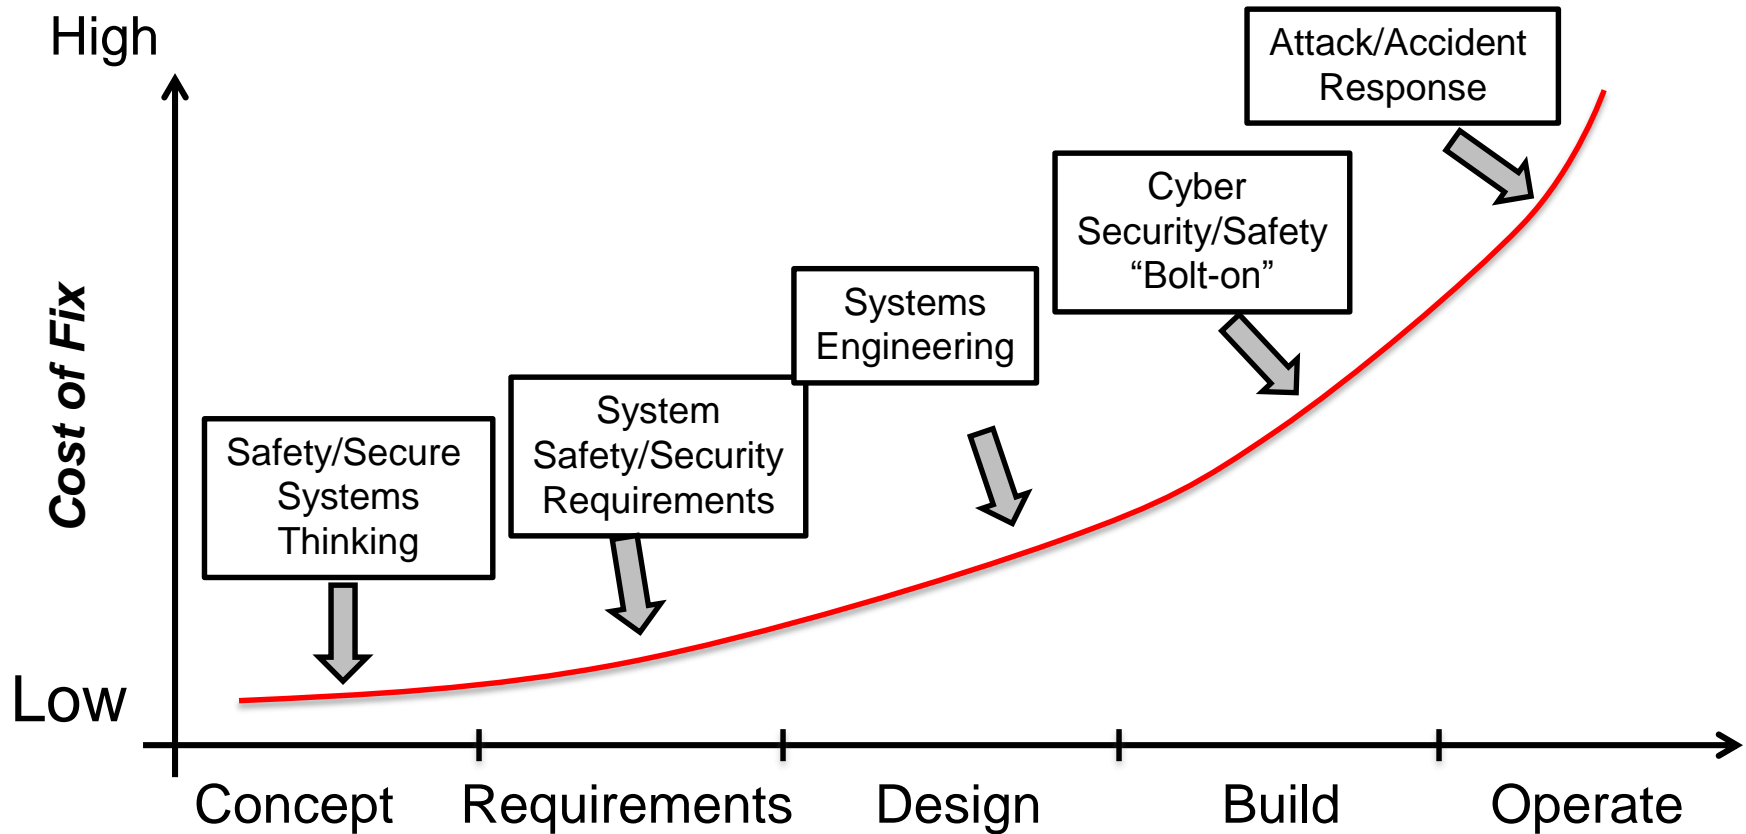 High
Attack/Accident
Response
Cyber
Security/Safety
“Bolt-on”
Systems
Engineering
System
Safety/Security
Requirements
Safety/Secure
Systems
Thinking
Cost of Fix
Low
Concept Requirements Design Build Operate